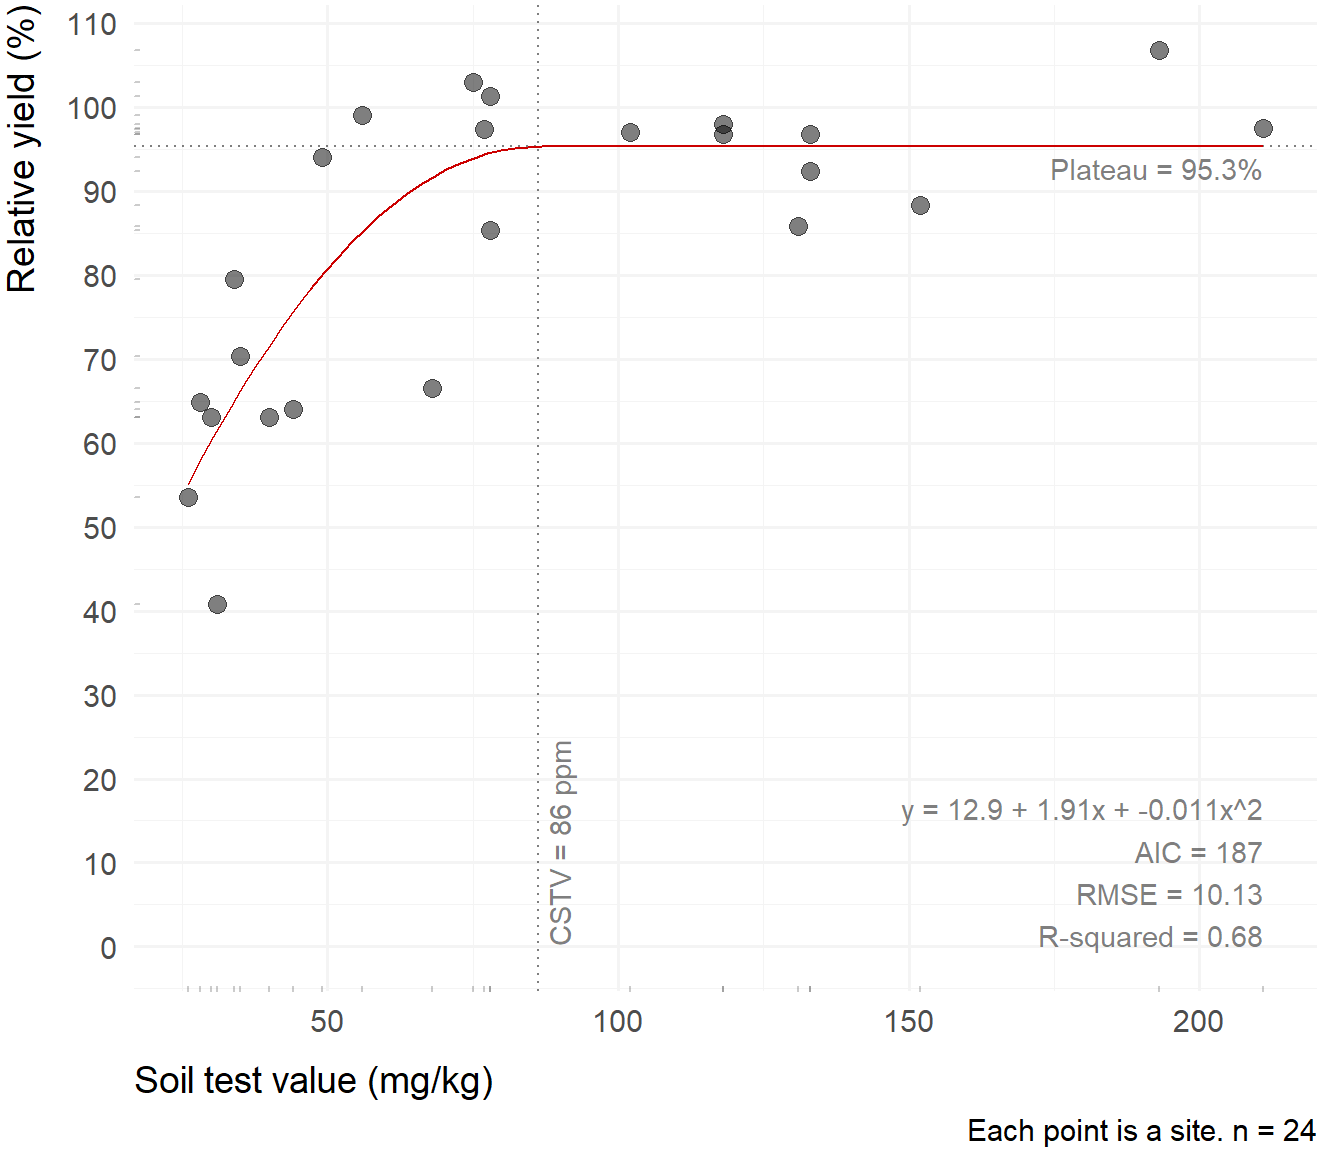 Relative yield (%)
110
100
90
80
70
60
50
40
30
20
10
0
Plateau = 95.3%
CSTV = 86 ppm
y = 12.9 + 1.91x + -0.011x^2
AIC = 187
RMSE = 10.13
R-squared = 0.68
50 100 150 200
Soil test value (mg/kg)
Each point is a site. n = 24